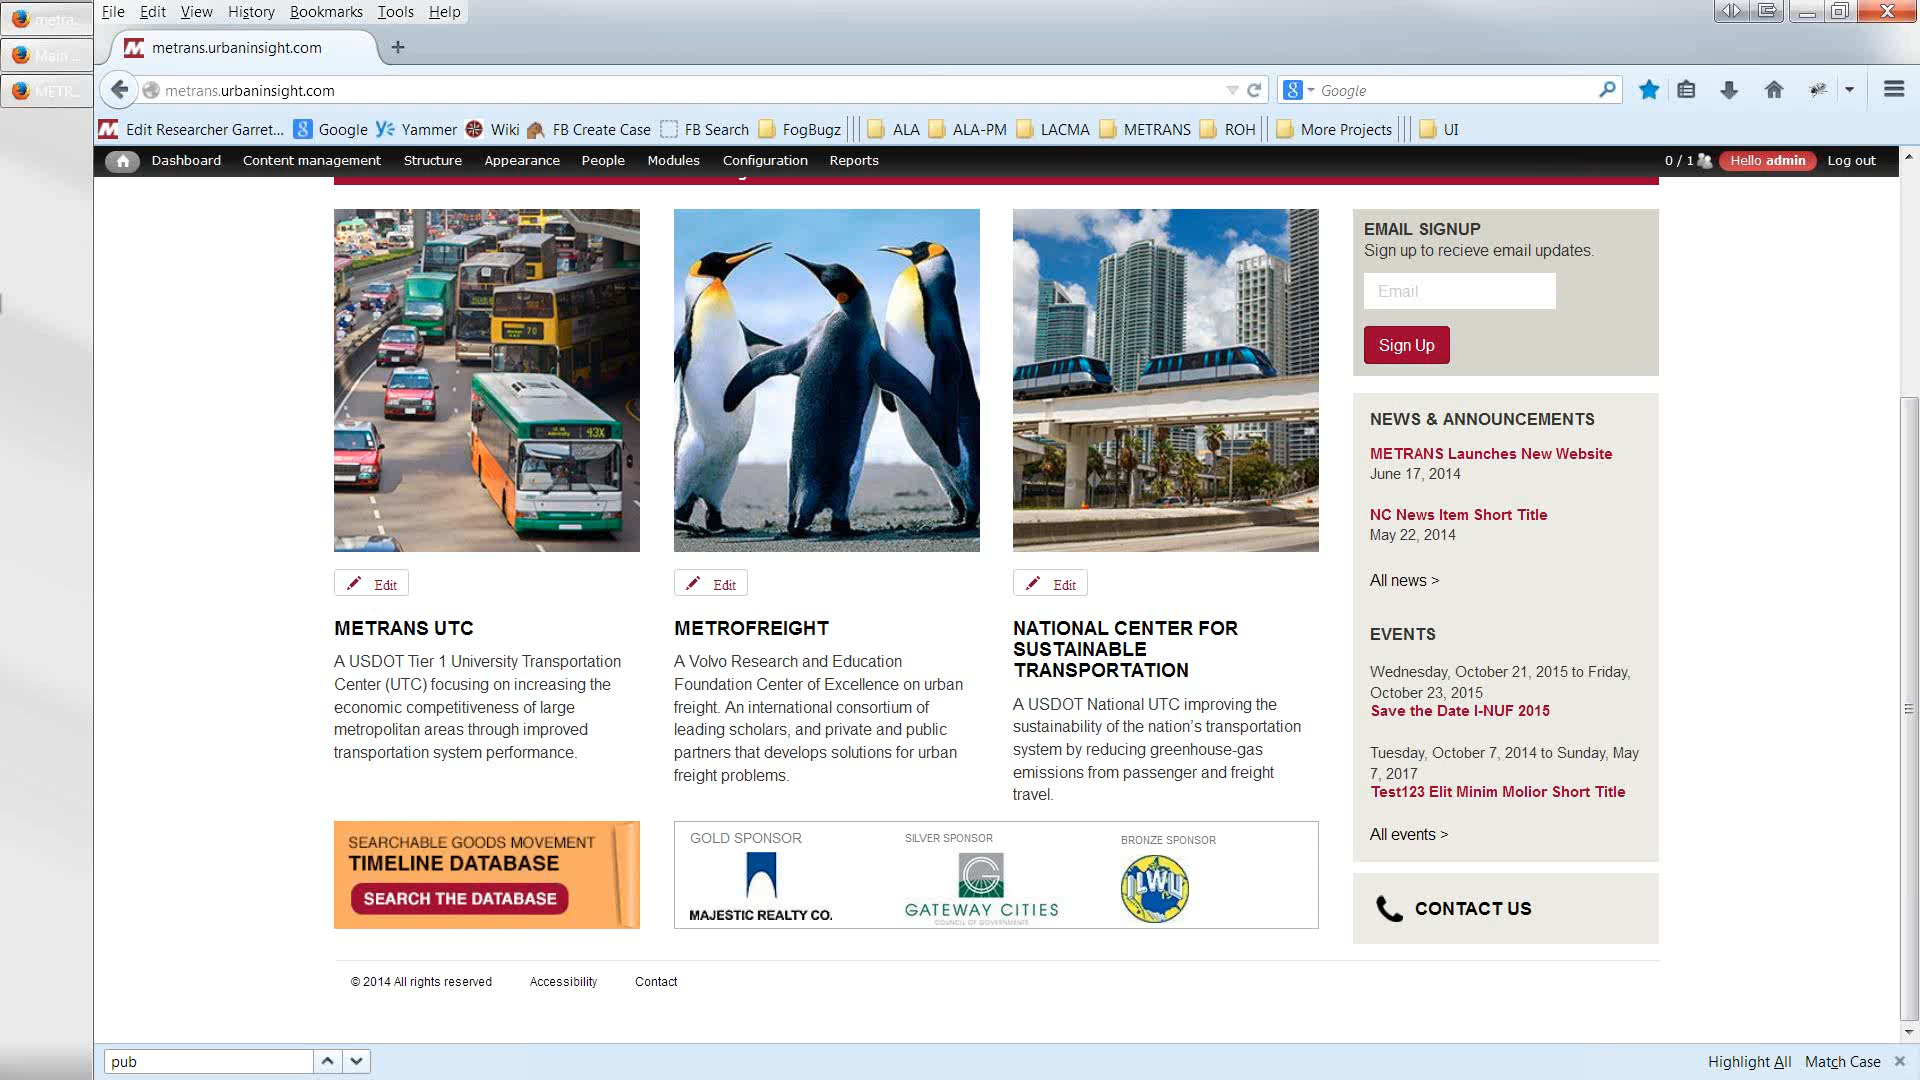 metra...
Main ...
METR...
File Edit View History Bookmarks Tools Help
metrans.urbaninsight.com
metrans.urbaninsight.com
Google
Edit Researcher Garret... Google Yammer Wiki FB Create Case FB Search FogBugz ALA ALA-PM LACMA METRANS ROH More Projects UI
Dashboard Content management Structure Appearance People Modules Configuration Reports 0 / 1 Hello admin Log out
EMAIL SIGNUP
Sign up to recieve email updates.
Email
Sign Up
70
43X
Edit
Edit
Edit
METRANS UTC
A USDOT Tier 1 University Transportation
Center (UTC) focusing on increasing the
economic competitiveness of large
metropolitan areas through improved
transportation system performance.
METROFREIGHT
A Volvo Research and Education
Foundation Center of Excellence on urban
freight. An international consortium of
leading scholars, and private and public
partners that develops solutions for urban
freight problems.
NATIONAL CENTER FOR
SUSTAINABLE
TRANSPORTATION
A USDOT National UTC improving the
sustainability of the nation's transportation
system by reducing greenhouse-gas
emissions from passenger and freight
travel.
NEWS & ANNOUNCEMENTS
METRANS Launches New Website
June 17, 2014
NC News Item Short Title
May 22, 2014
All news >
EVENTS
Wednesday, October 21, 2015 to Friday,
October 23, 2015
Save the Date I-NUF 2015
Tuesday, October 7, 2014 to Sunday, May
7, 2017
Test123 Elit Minim Molior Short Title
All events >
CONTACT US
SEARCHABLE GOODS MOVEMENT
TIMELINE DATABASE
SEARCH THE DATABASE
GOLD SPONSOR
MAJESTIC REALTY CO.
SILVER SPONSOR
GATEWAY CITIES
COUNCIL OF GOVERNMENTS
BRONZE SPONSOR
ILWU
© 2014 All rights reserved Accessibility Contact
pub
Highlight All Match Case